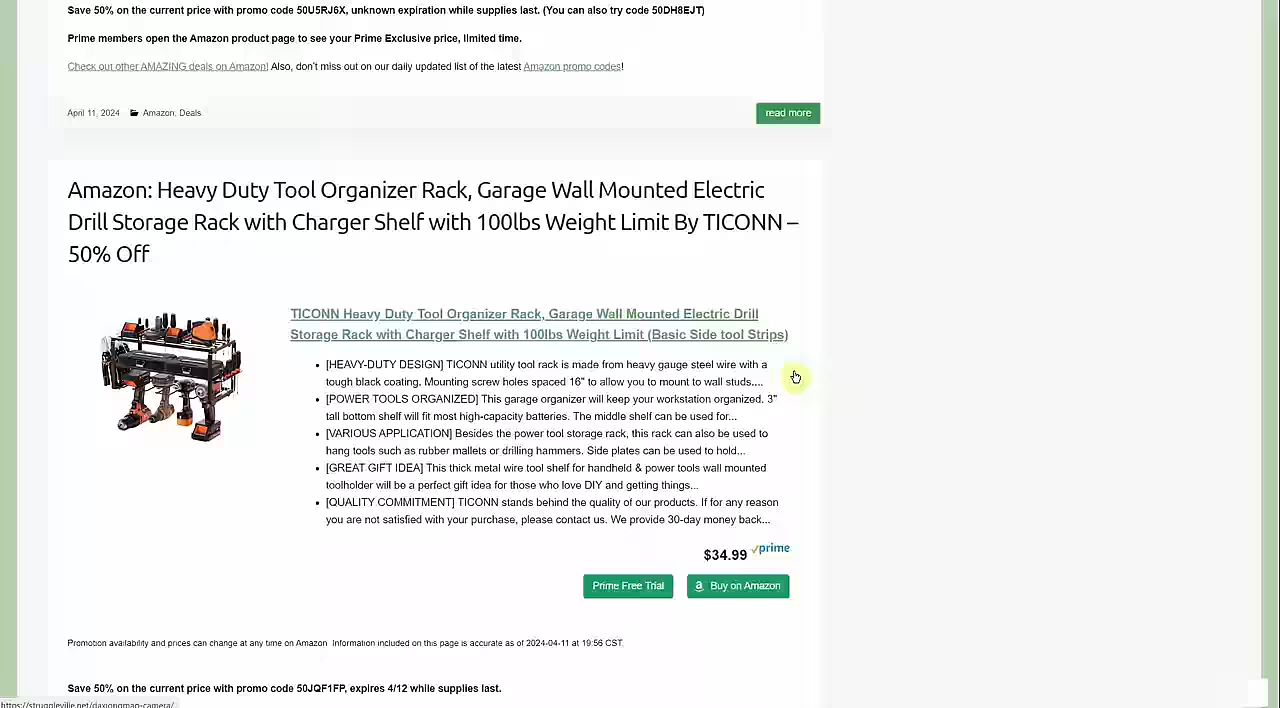 Save 50% on the current price with promo code 50U5RJ6X, unknown expiration while supplies last. (You can also try code 50DH8EJT)
Prime members open the Amazon product page to see your Prime Exclusive price, limited time.
Check out other AMAZING deals on Amazon! Also, don't miss out on our daily updated list of the latest Amazon promo codes!
April 11, 2024 Amazon, Deals
read more
Amazon: Heavy Duty Tool Organizer Rack, Garage Wall Mounted Electric
Drill Storage Rack with Charger Shelf with 100lbs Weight Limit By TICONN –
50% Off
TICONN Heavy Duty Tool Organizer Rack, Garage Wall Mounted Electric Drill
Storage Rack with Charger Shelf with 100lbs Weight Limit (Basic Side tool Strips)
• [HEAVY-DUTY DESIGN] TICONN utility tool rack is made from heavy gauge steel wire with a
tough black coating. Mounting screw holes spaced 16" to allow you to mount to wall studs....
• [POWER TOOLS ORGANIZED] This garage organizer will keep your workstation organized. 3"
tall bottom shelf will fit most high-capacity batteries. The middle shelf can be used for...
• [VARIOUS APPLICATION] Besides the power tool storage rack, this rack can also be used to
hang tools such as rubber mallets or drilling hammers. Side plates can be used to hold...
• [GREAT GIFT IDEA] This thick metal wire tool shelf for handheld & power tools wall mounted
toolholder will be a perfect gift idea for those who love DIY and getting things...
• [QUALITY COMMITMENT] TICONN stands behind the quality of our products. If for any reason
you are not satisfied with your purchase, please contact us. We provide 30-day money back...
$34.99 prime
Prime Free Trial
Buy on Amazon
Promotion availability and prices can change at any time on Amazon. Information included on this page is accurate as of 2024-04-11 at 19:56 CST.
Save 50% on the current price with promo code 50JQF1FP, expires 4/12 while supplies last.